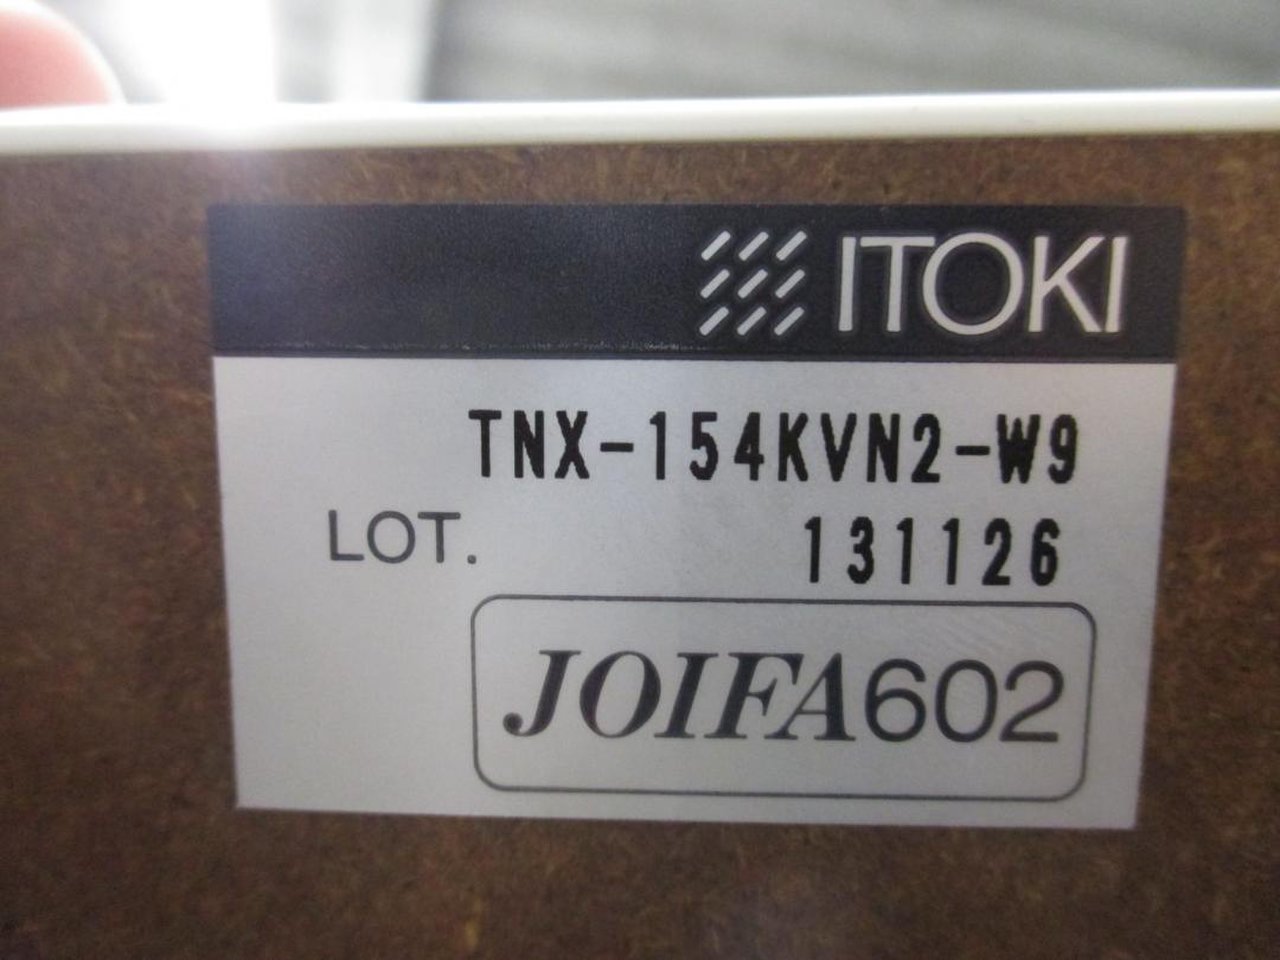 ITOKI
TNX-154KVN2-W9
LOT. 131126
JOIFA602